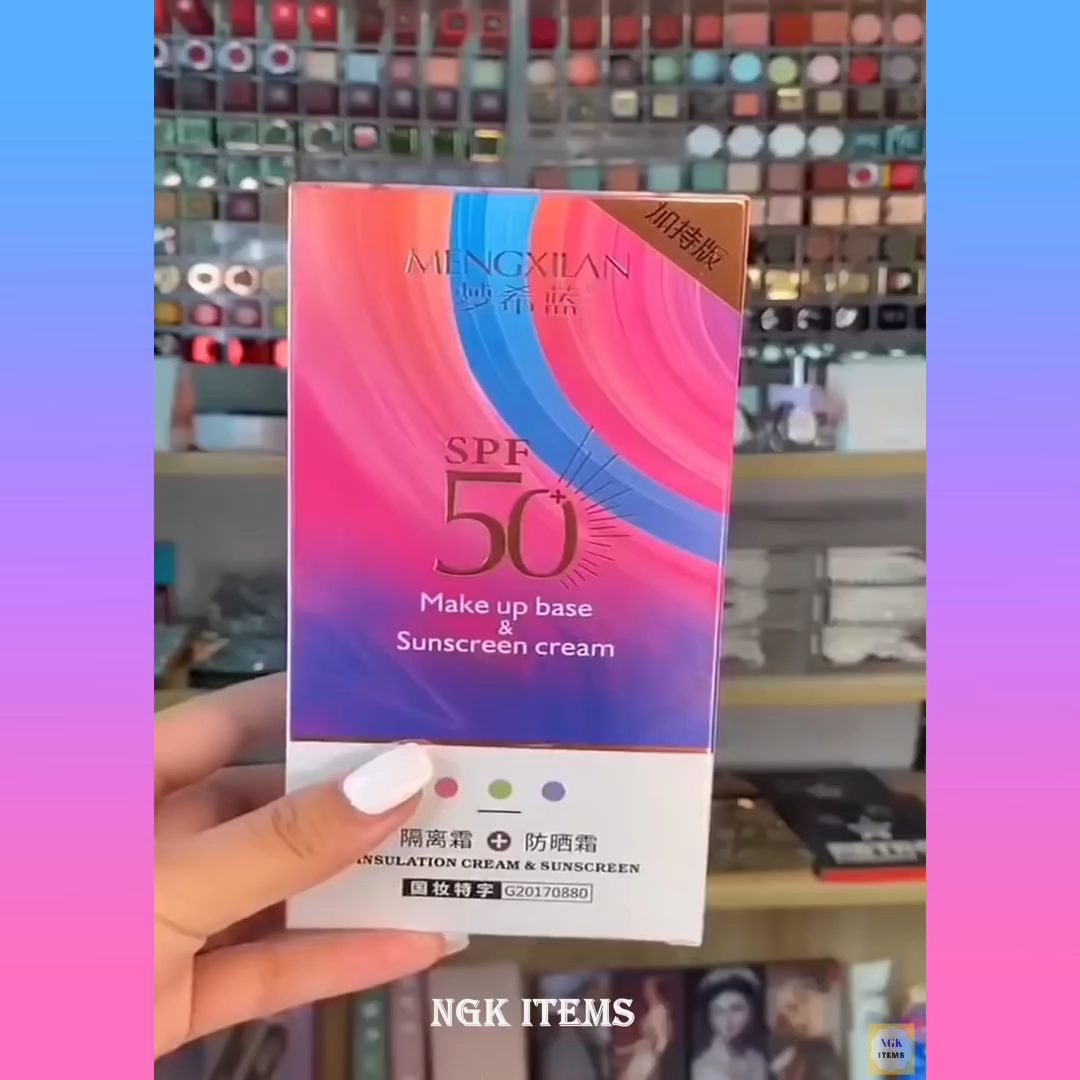 加持版
MENGXILAN
梦希蓝
SPF
50+
Make up base
&
Sunscreen cream
隔离霜 + 防晒霜
INSULATION CREAM & SUNSCREEN
国妆特字 G20170880
NGK ITEMS
NGK
ITEMS